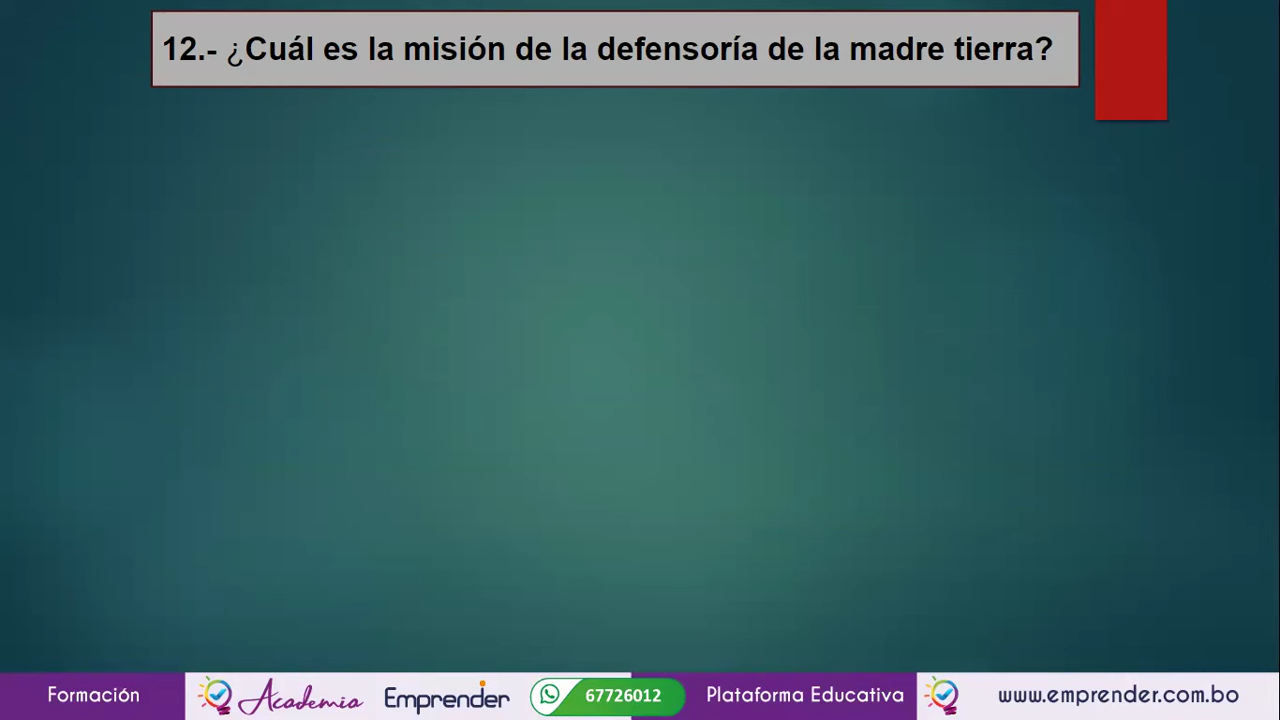 12.- ¿Cuál es la misión de la defensoría de la madre tierra?
Formación
Academia
Emprender
67726012
Plataforma Educativa
www.emprender.com.bo